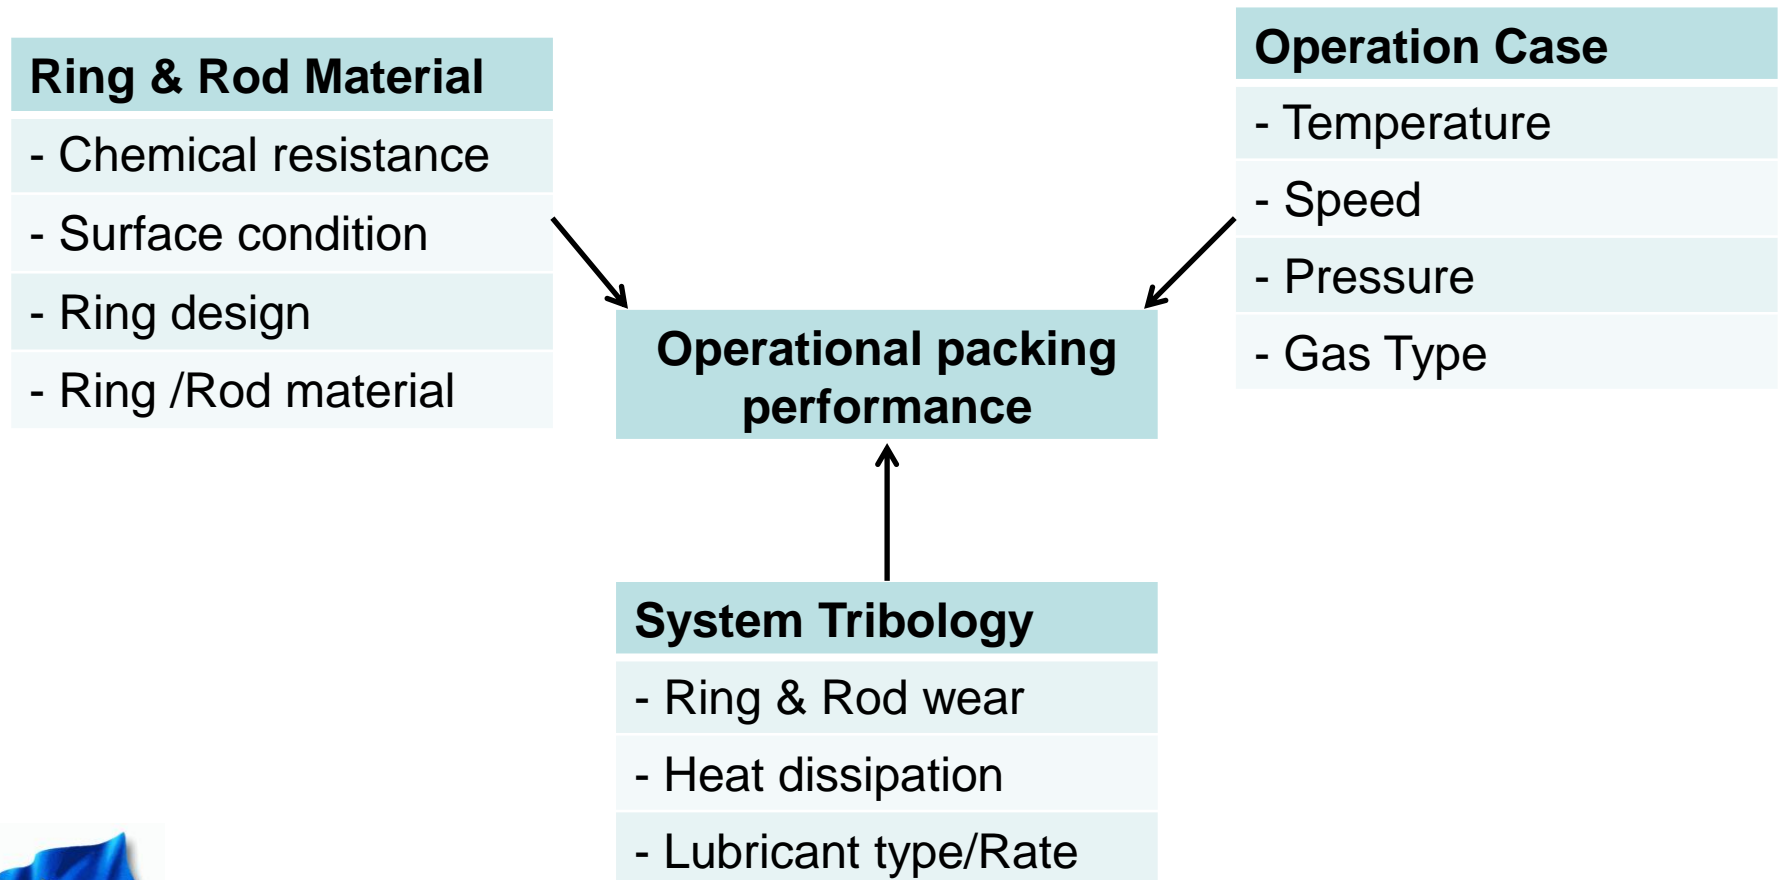 Ring & Rod Material
- Chemical resistance
- Surface condition
- Ring design
- Ring /Rod material
Operation Case
- Temperature
- Speed
- Pressure
- Gas Type
Operational packing
performance
System Tribology
- Ring & Rod wear
- Heat dissipation
- Lubricant type/Rate